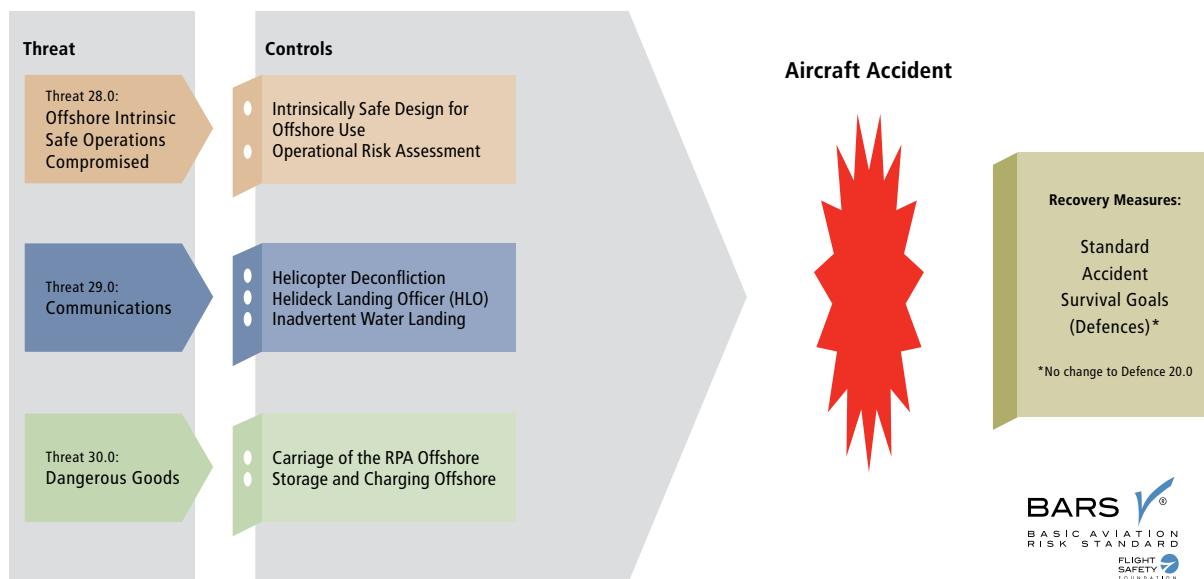 Threat
Controls
Threat 28.0:
Offshore Intrinsic
Safe Operations
Compromised
Intrinsically Safe Design for
Offshore Use
Operational Risk Assessment
Threat 29.0:
Communications
Helicopter Deconfliction
Helideck Landing Officer (HLO)
Inadvertent Water Landing
Threat 30.0:
Dangerous Goods
Carriage of the RPA Offshore
Storage and Charging Offshore
Aircraft Accident
Recovery Measures:
Standard
Accident
Survival Goals
(Defences)*
*No change to Defence 20.0
BARS ®
BASIC AVIATION
RISK STANDARD
FLIGHT
SAFETY
FOUNDATION